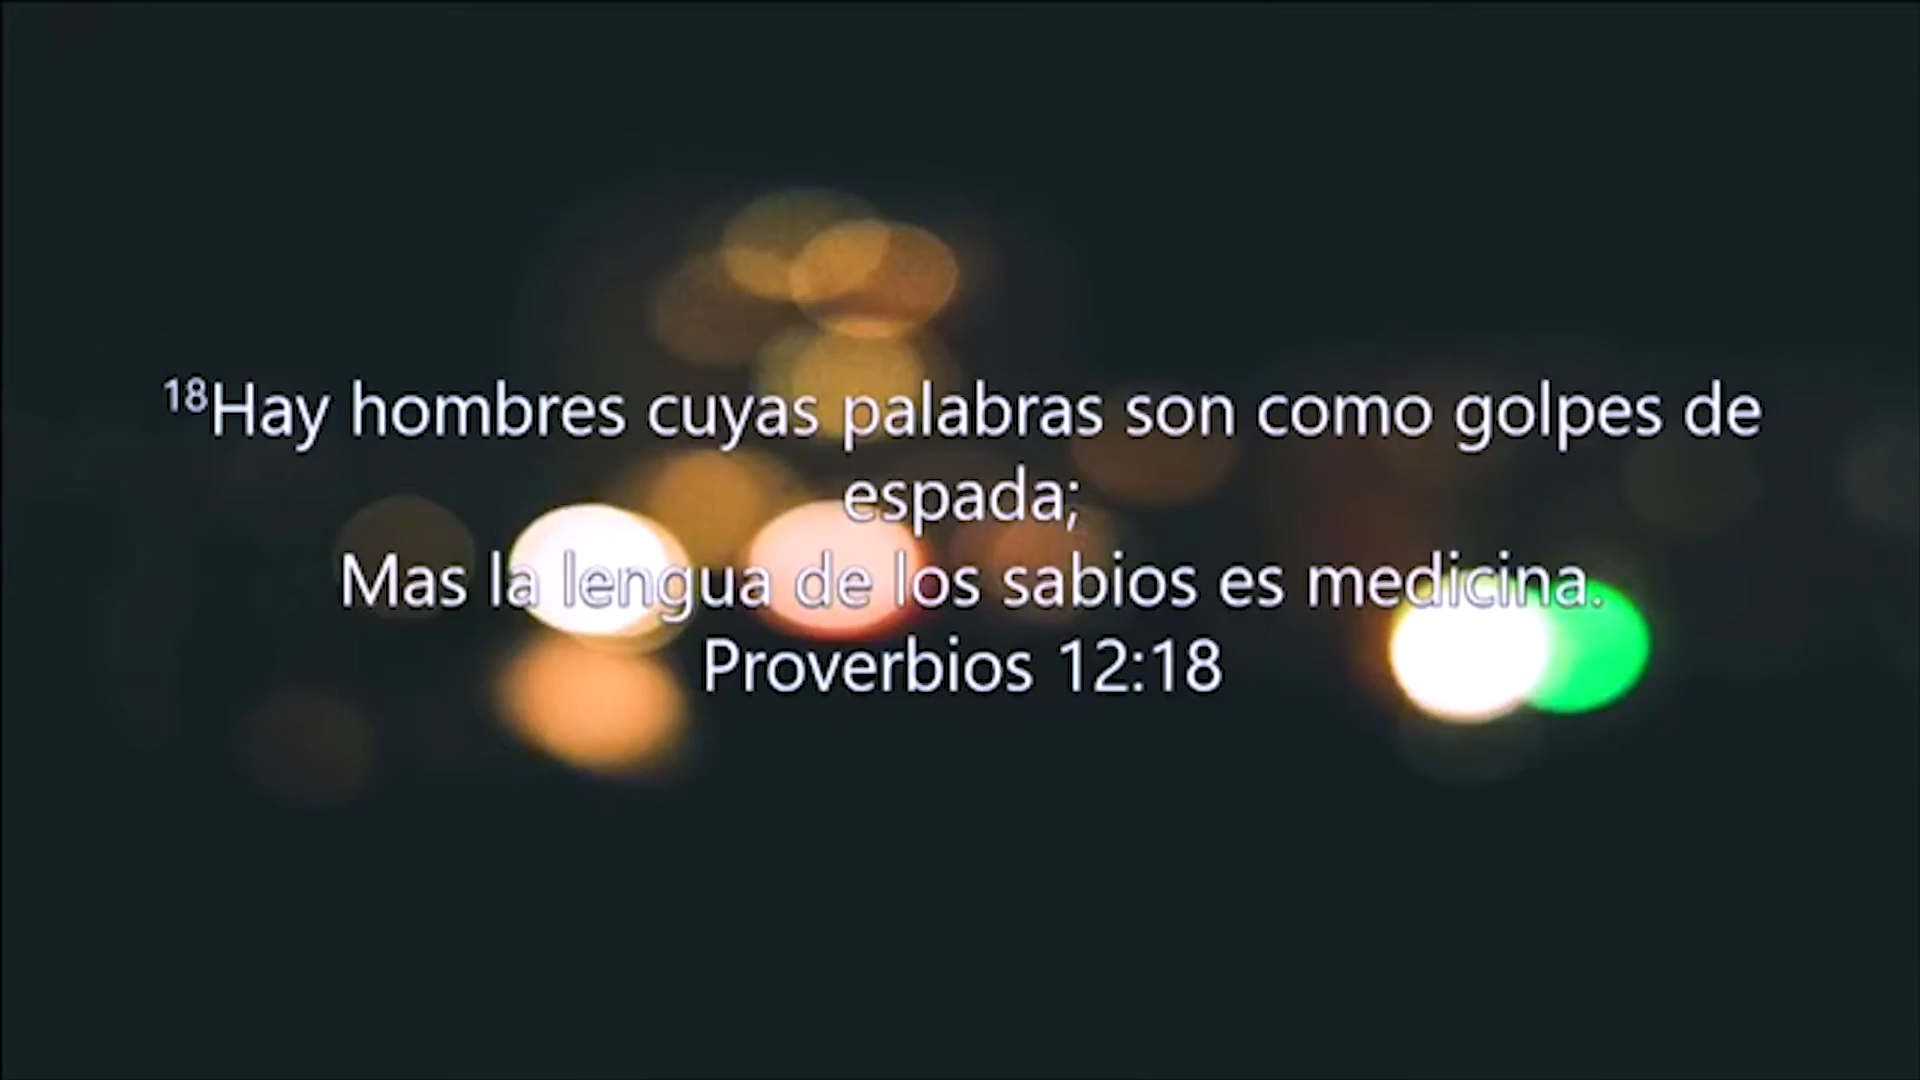 ¹⁸Hay hombres cuyas palabras son como golpes de
espada;
Mas la lengua de los sabios es medicina.
Proverbios 12:18